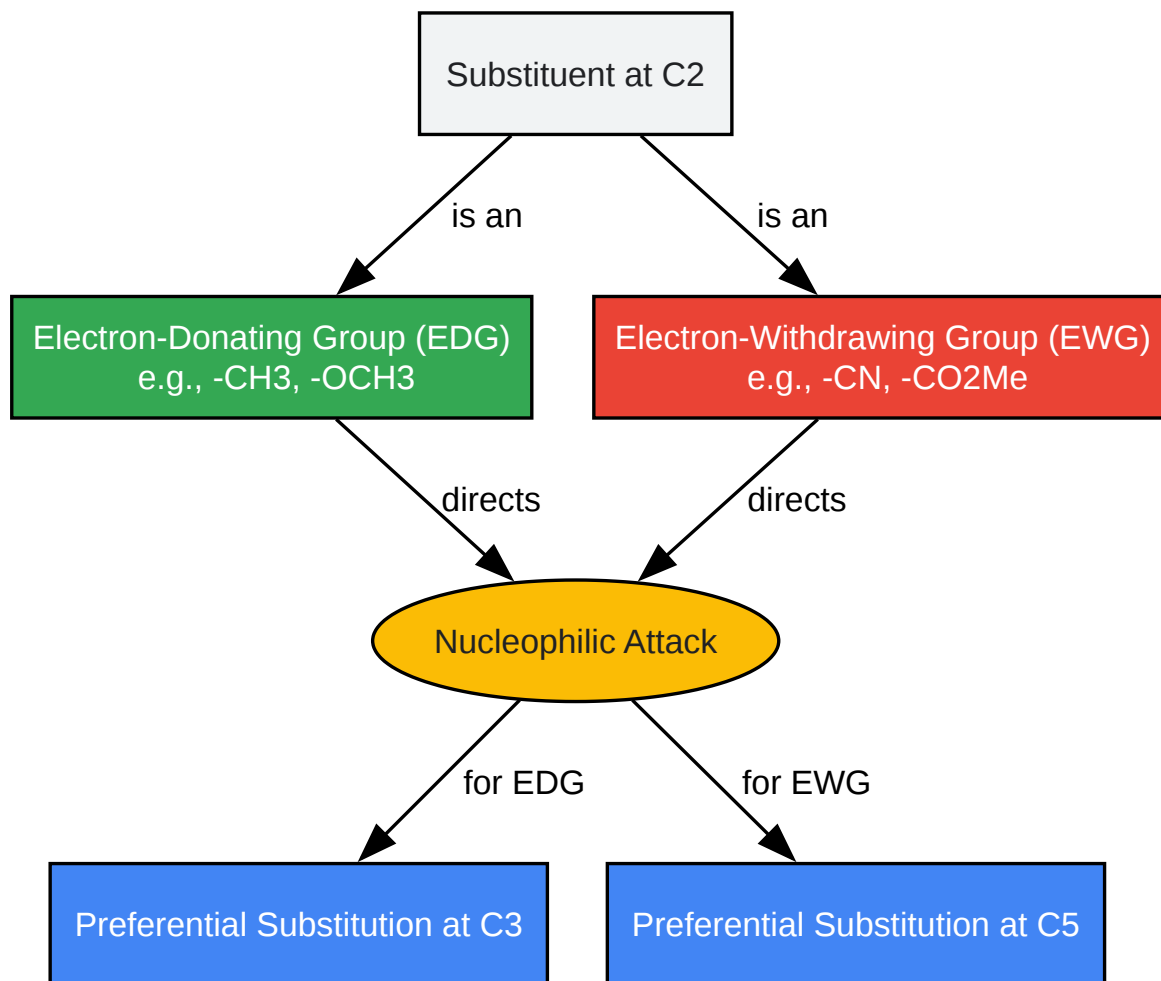 Substituent at C2
is an
is an
Electron-Donating Group (EDG)
e.g., -CH3, -OCH3
Electron-Withdrawing Group (EWG)
e.g., -CN, -CO2Me
directs
directs
Nucleophilic Attack
for EDG
for EWG
Preferential Substitution at C3
Preferential Substitution at C5